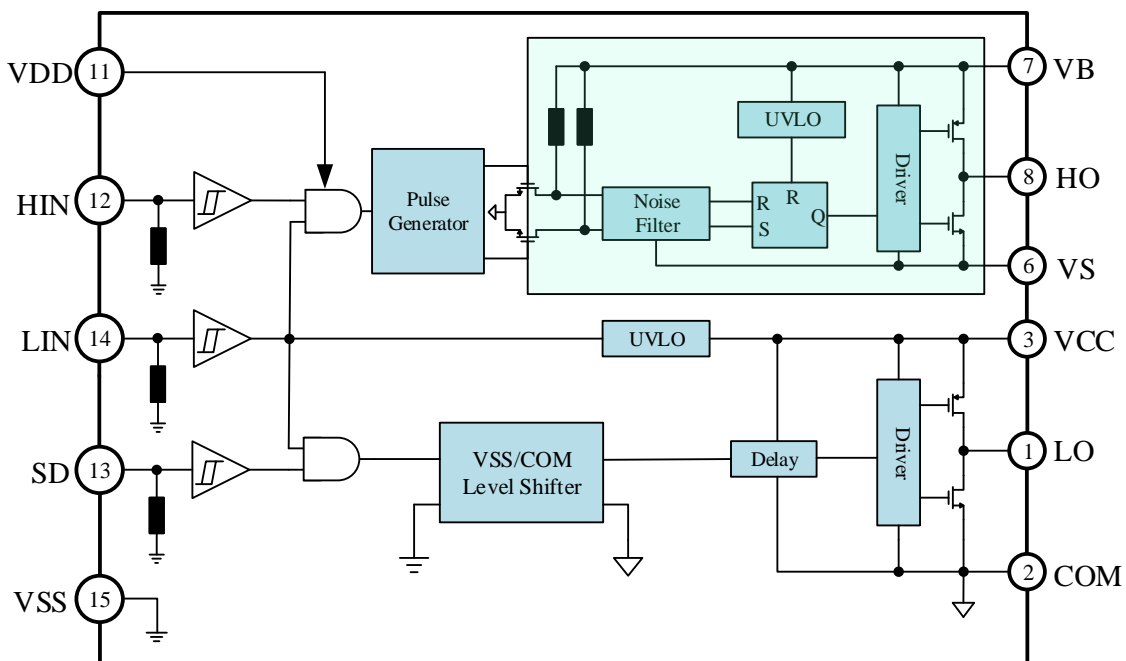 VDD
11
HIN
12
LIN
14
SD
13
VSS
15
Pulse
Generator
Noise
Filter
UVLO
R
R
S
Q
Driver
7
VB
8
HO
6
VS
UVLO
3
VCC
VSS/COM
Level Shifter
Delay
Driver
1
LO
2
COM